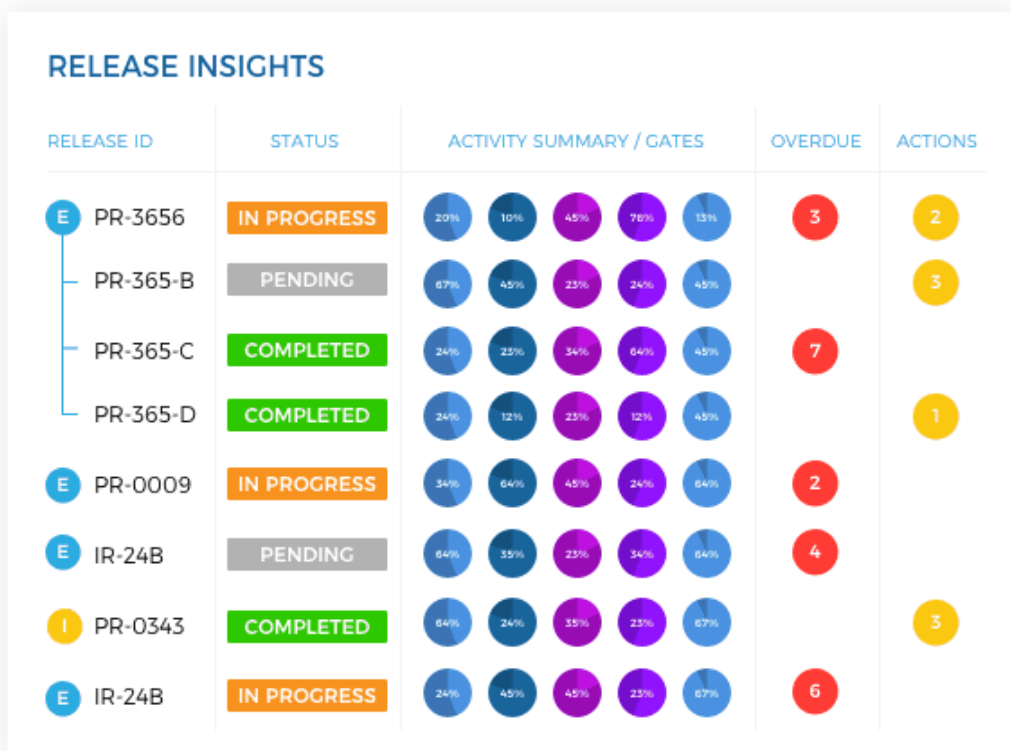 RELEASE INSIGHTS
RELEASE ID STATUS ACTIVITY SUMMARY / GATES OVERDUE ACTIONS
E PR-3656 IN PROGRESS 20% 10% 45% 76% 13% 3 2
PR-365-B PENDING 67% 45% 23% 24% 45% 3
PR-365-C COMPLETED 24% 23% 34% 64% 45% 7
PR-365-D COMPLETED 24% 12% 23% 12% 45% 1
E PR-0009 IN PROGRESS 34% 64% 45% 24% 64% 2
E IR-24B PENDING 64% 35% 23% 34% 64% 4
I PR-0343 COMPLETED 64% 24% 35% 23% 67% 3
E IR-24B IN PROGRESS 24% 45% 45% 23% 67% 6